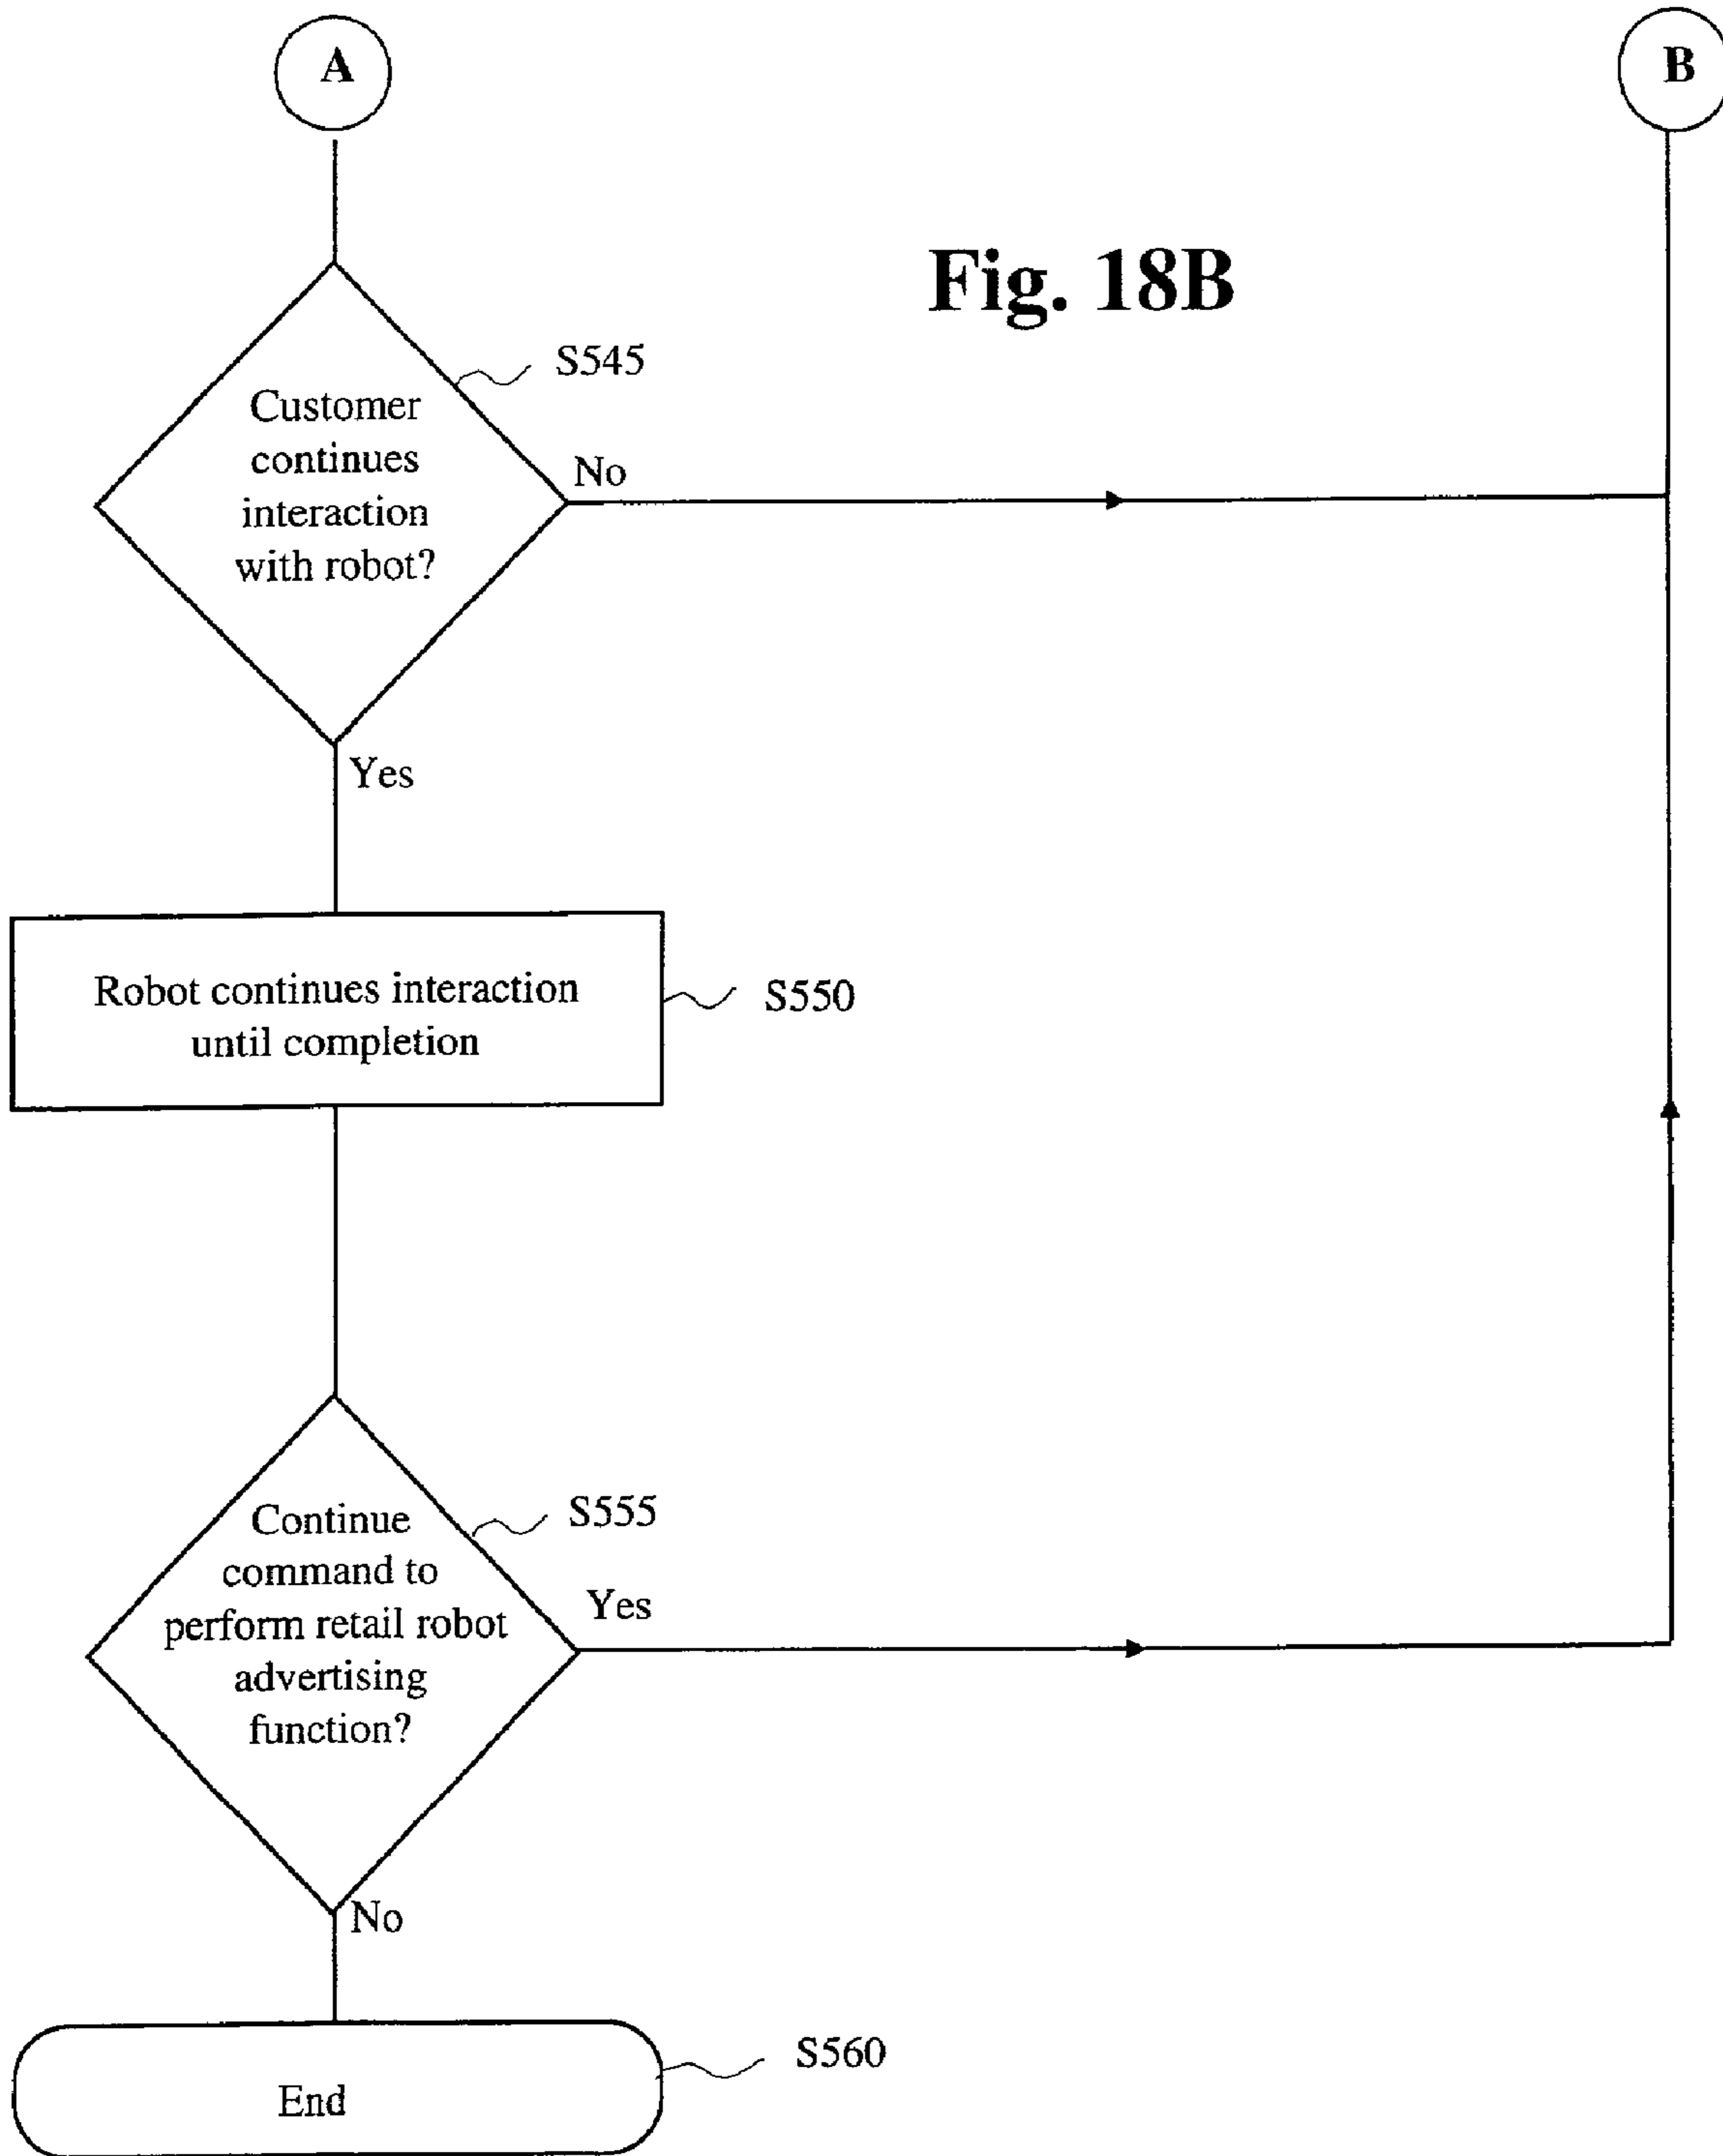 A
B
Fig. 18B
S545
Customer
continues
interaction
with robot?
No
Yes
Robot continues interaction
until completion
S550
S555
Continue
command to
perform retail robot
advertising
function?
Yes
No
S560
End